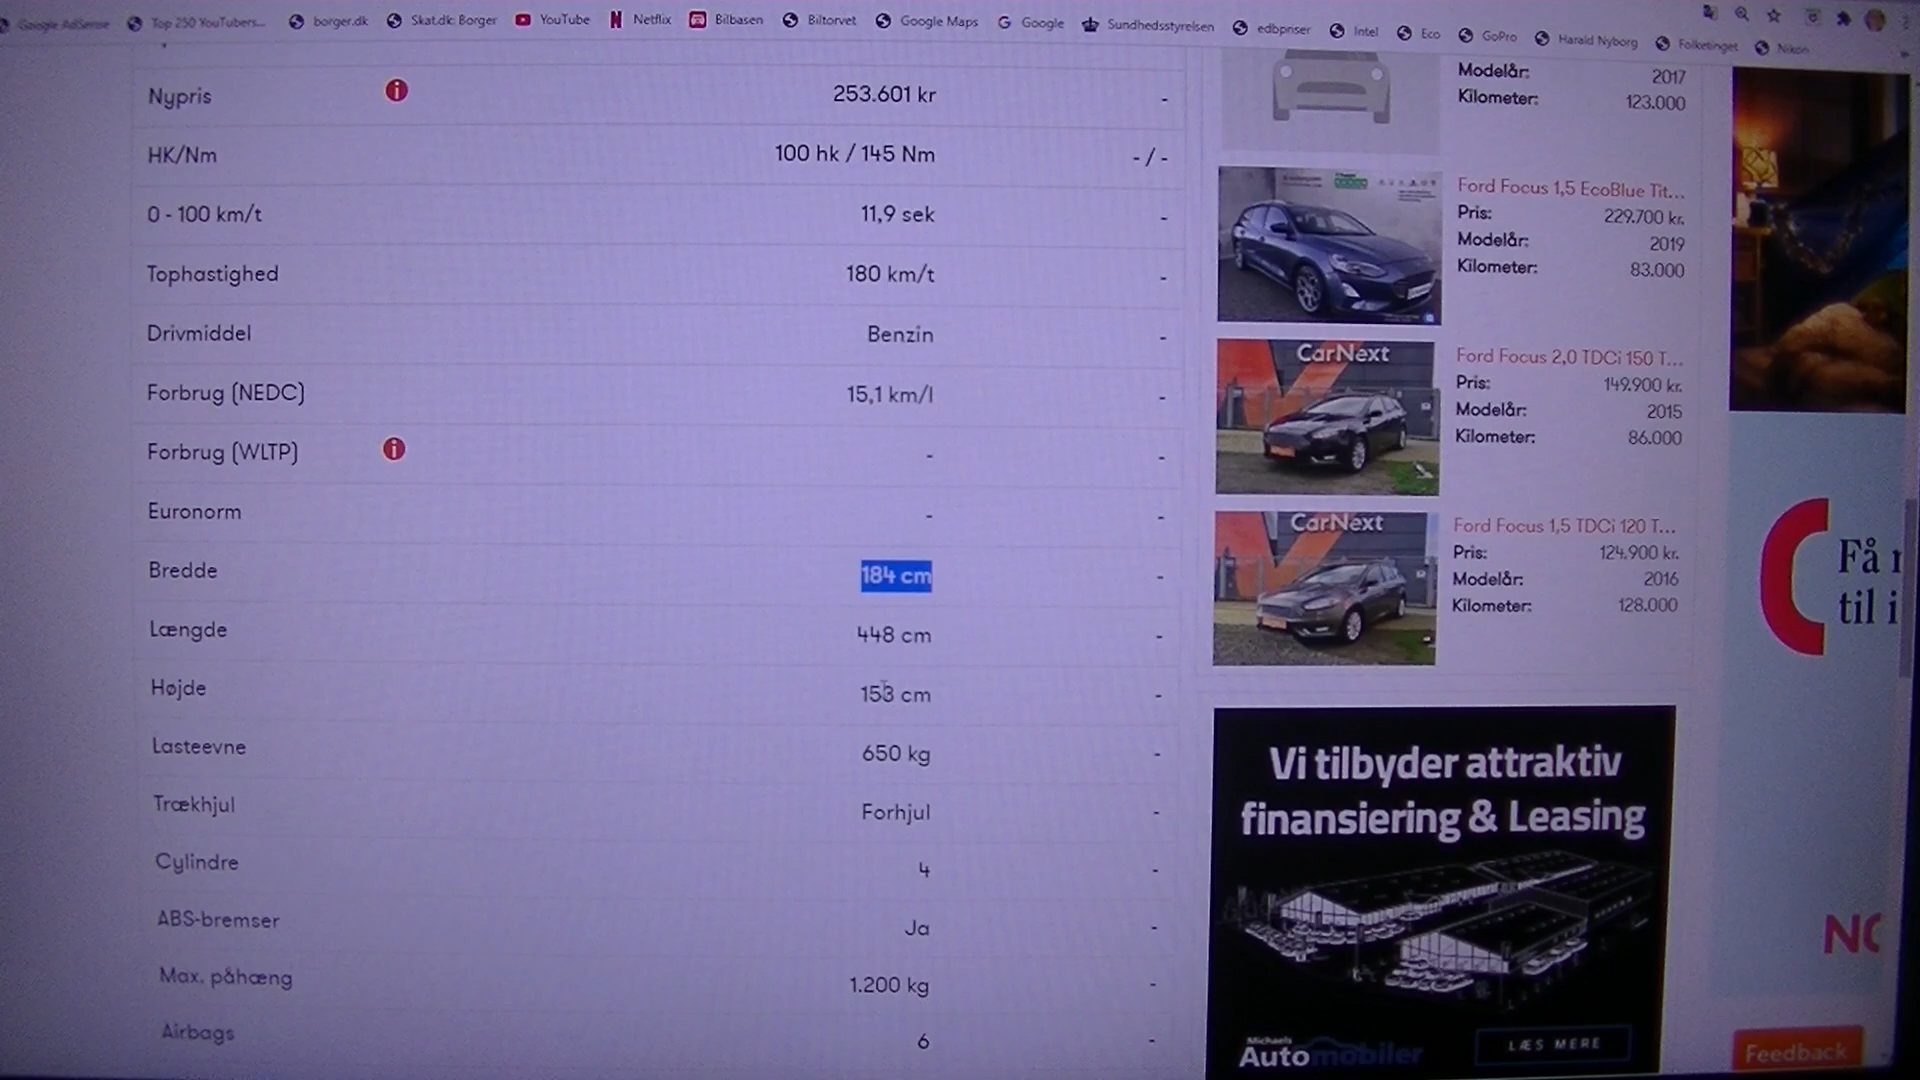 Google AdSense
Top 250 YouTubers...
borger.dk
Skat.dk: Borger
YouTube
Netflix
Bilbasen
Biltorvet
Google Maps
Google
Sundhedsstyrelsen
edbpriser
Intel
Eco
GoPro
Harald Nyborg
Folketinget
Nikon
Nypris 253.601 kr -
HK/Nm 100 hk / 145 Nm - / -
0 - 100 km/t 11,9 sek -
Tophastighed 180 km/t -
Drivmiddel Benzin -
Forbrug (NEDC) 15,1 km/l -
Forbrug (WLTP) - -
Euronorm - -
Bredde 184 cm -
Længde 448 cm -
Højde 153 cm -
Lasteevne 650 kg -
Trækhjul Forhjul -
Cylindre 4 -
ABS-bremser Ja -
Max. påhæng 1.200 kg -
Airbags 6 -
Modelår: 2017
Kilometer: 123.000
Ford Focus 1,5 EcoBlue Tit...
Pris: 229.700 kr.
Modelår: 2019
Kilometer: 83.000
CarNext
Ford Focus 2,0 TDCi 150 T...
Pris: 149.900 kr.
Modelår: 2015
Kilometer: 86.000
CarNext
Ford Focus 1,5 TDCi 120 T...
Pris: 124.900 kr.
Modelår: 2016
Kilometer: 128.000
Vi tilbyder attraktiv
finansiering & Leasing
Michaels
Automobiler
LÆS MERE
Få
til i
Feedback